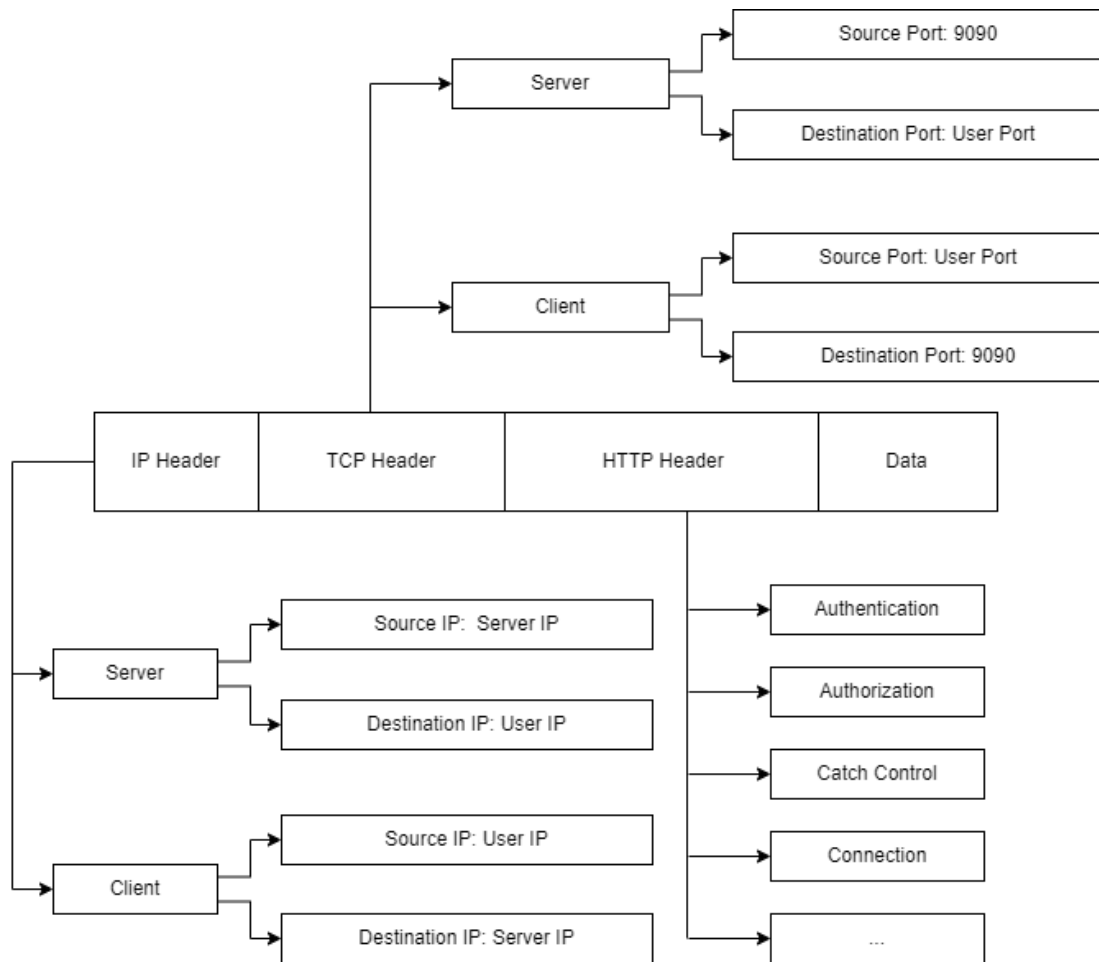 Source Port: 9090
Server
Destination Port: User Port
Source Port: User Port
Client
Destination Port: 9090
IP Header
TCP Header
HTTP Header
Data
Source IP:  Server IP
Server
Destination IP: User IP
Source IP: User IP
Client
Destination IP: Server IP
Authentication
Authorization
Catch Control
Connection
...